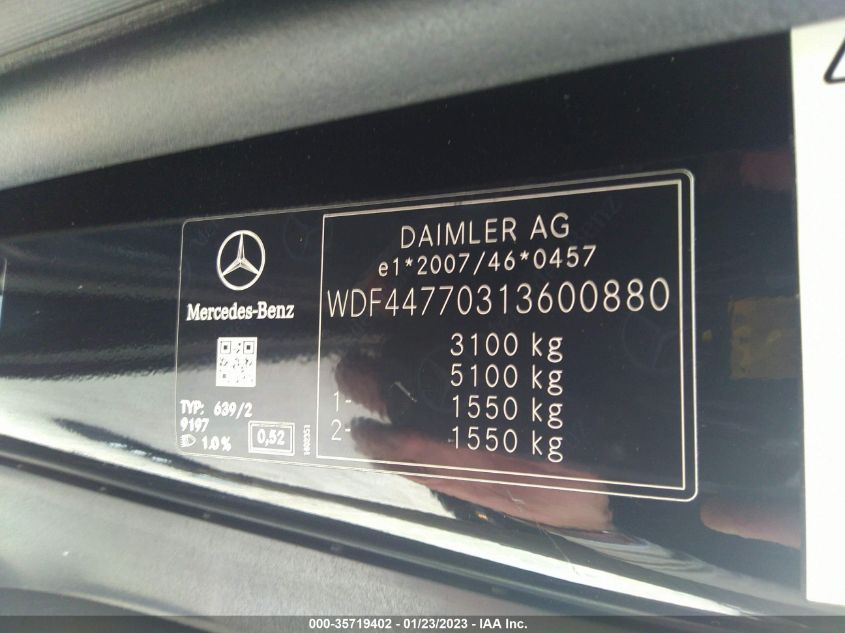 Mercedes-Benz
TYP: 639/2
9197
1.0 %
0,52
DAIMLER AG
e1*2007/46*0457
WDF44770313600880
3100 kg
5100 kg
1- 1550 kg
2- 1550 kg
000-35719402 - 01/23/2023 - IAA Inc.